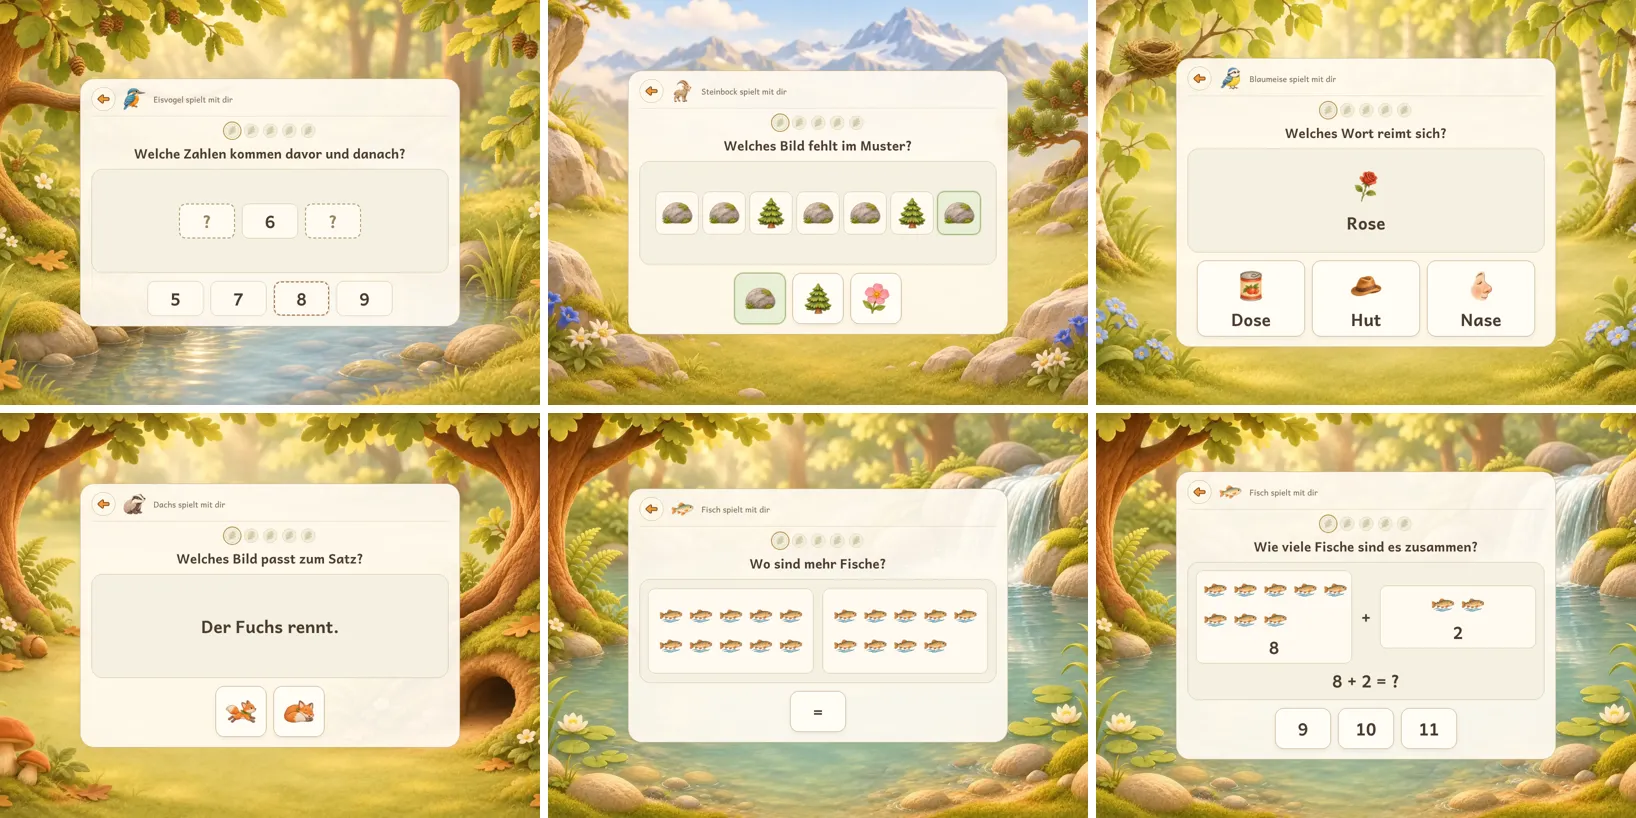 Eisvogel spielt mit dir
Welche Zahlen kommen davor und danach?
? 6 ?
5 7 8 9
Steinbock spielt mit dir
Welches Bild fehlt im Muster?
Blaumeise spielt mit dir
Welches Wort reimt sich?
Rose
Dose Hut Nase
Dachs spielt mit dir
Welches Bild passt zum Satz?
Der Fuchs rennt.
Fisch spielt mit dir
Wo sind mehr Fische?
=
Fisch spielt mit dir
Wie viele Fische sind es zusammen?
8 + 2
8 + 2 = ?
9 10 11